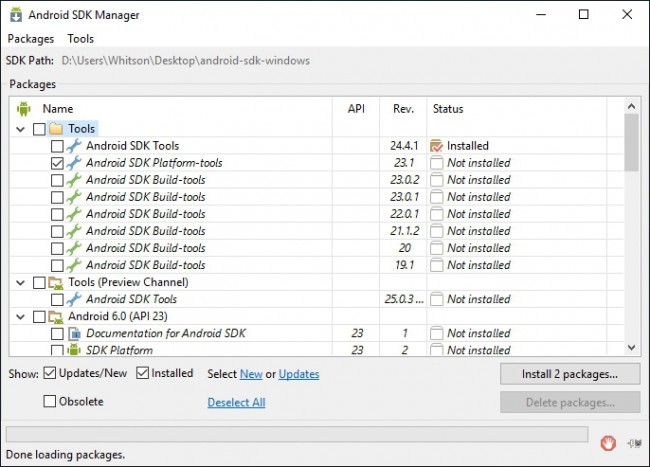 Android SDK Manager
Packages Tools
SDK Path: D:\Users\Whitson\Desktop\android-sdk-windows
Packages
Name API Rev. Status
Tools
Android SDK Tools 24.4.1 Installed
Android SDK Platform-tools 23.1 Not installed
Android SDK Build-tools 23.0.2 Not installed
Android SDK Build-tools 23.0.1 Not installed
Android SDK Build-tools 22.0.1 Not installed
Android SDK Build-tools 21.1.2 Not installed
Android SDK Build-tools 20 Not installed
Android SDK Build-tools 19.1 Not installed
Tools (Preview Channel)
Android SDK Tools 25.0.3 ... Not installed
Android 6.0 (API 23)
Documentation for Android SDK 23 1 Not installed
SDK Platform 23 2 Not installed
Show: Updates/New Installed Select New or Updates Install 2 packages...
Obsolete Deselect All Delete packages...
Done loading packages.